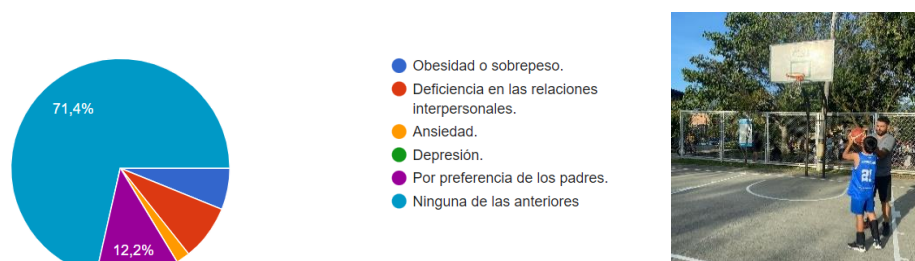 71,4%
12,2%
Obesidad o sobrepeso.
Deficiencia en las relaciones
interpersonales.
Ansiedad.
Depresión.
Por preferencia de los padres.
Ninguna de las anteriores
21